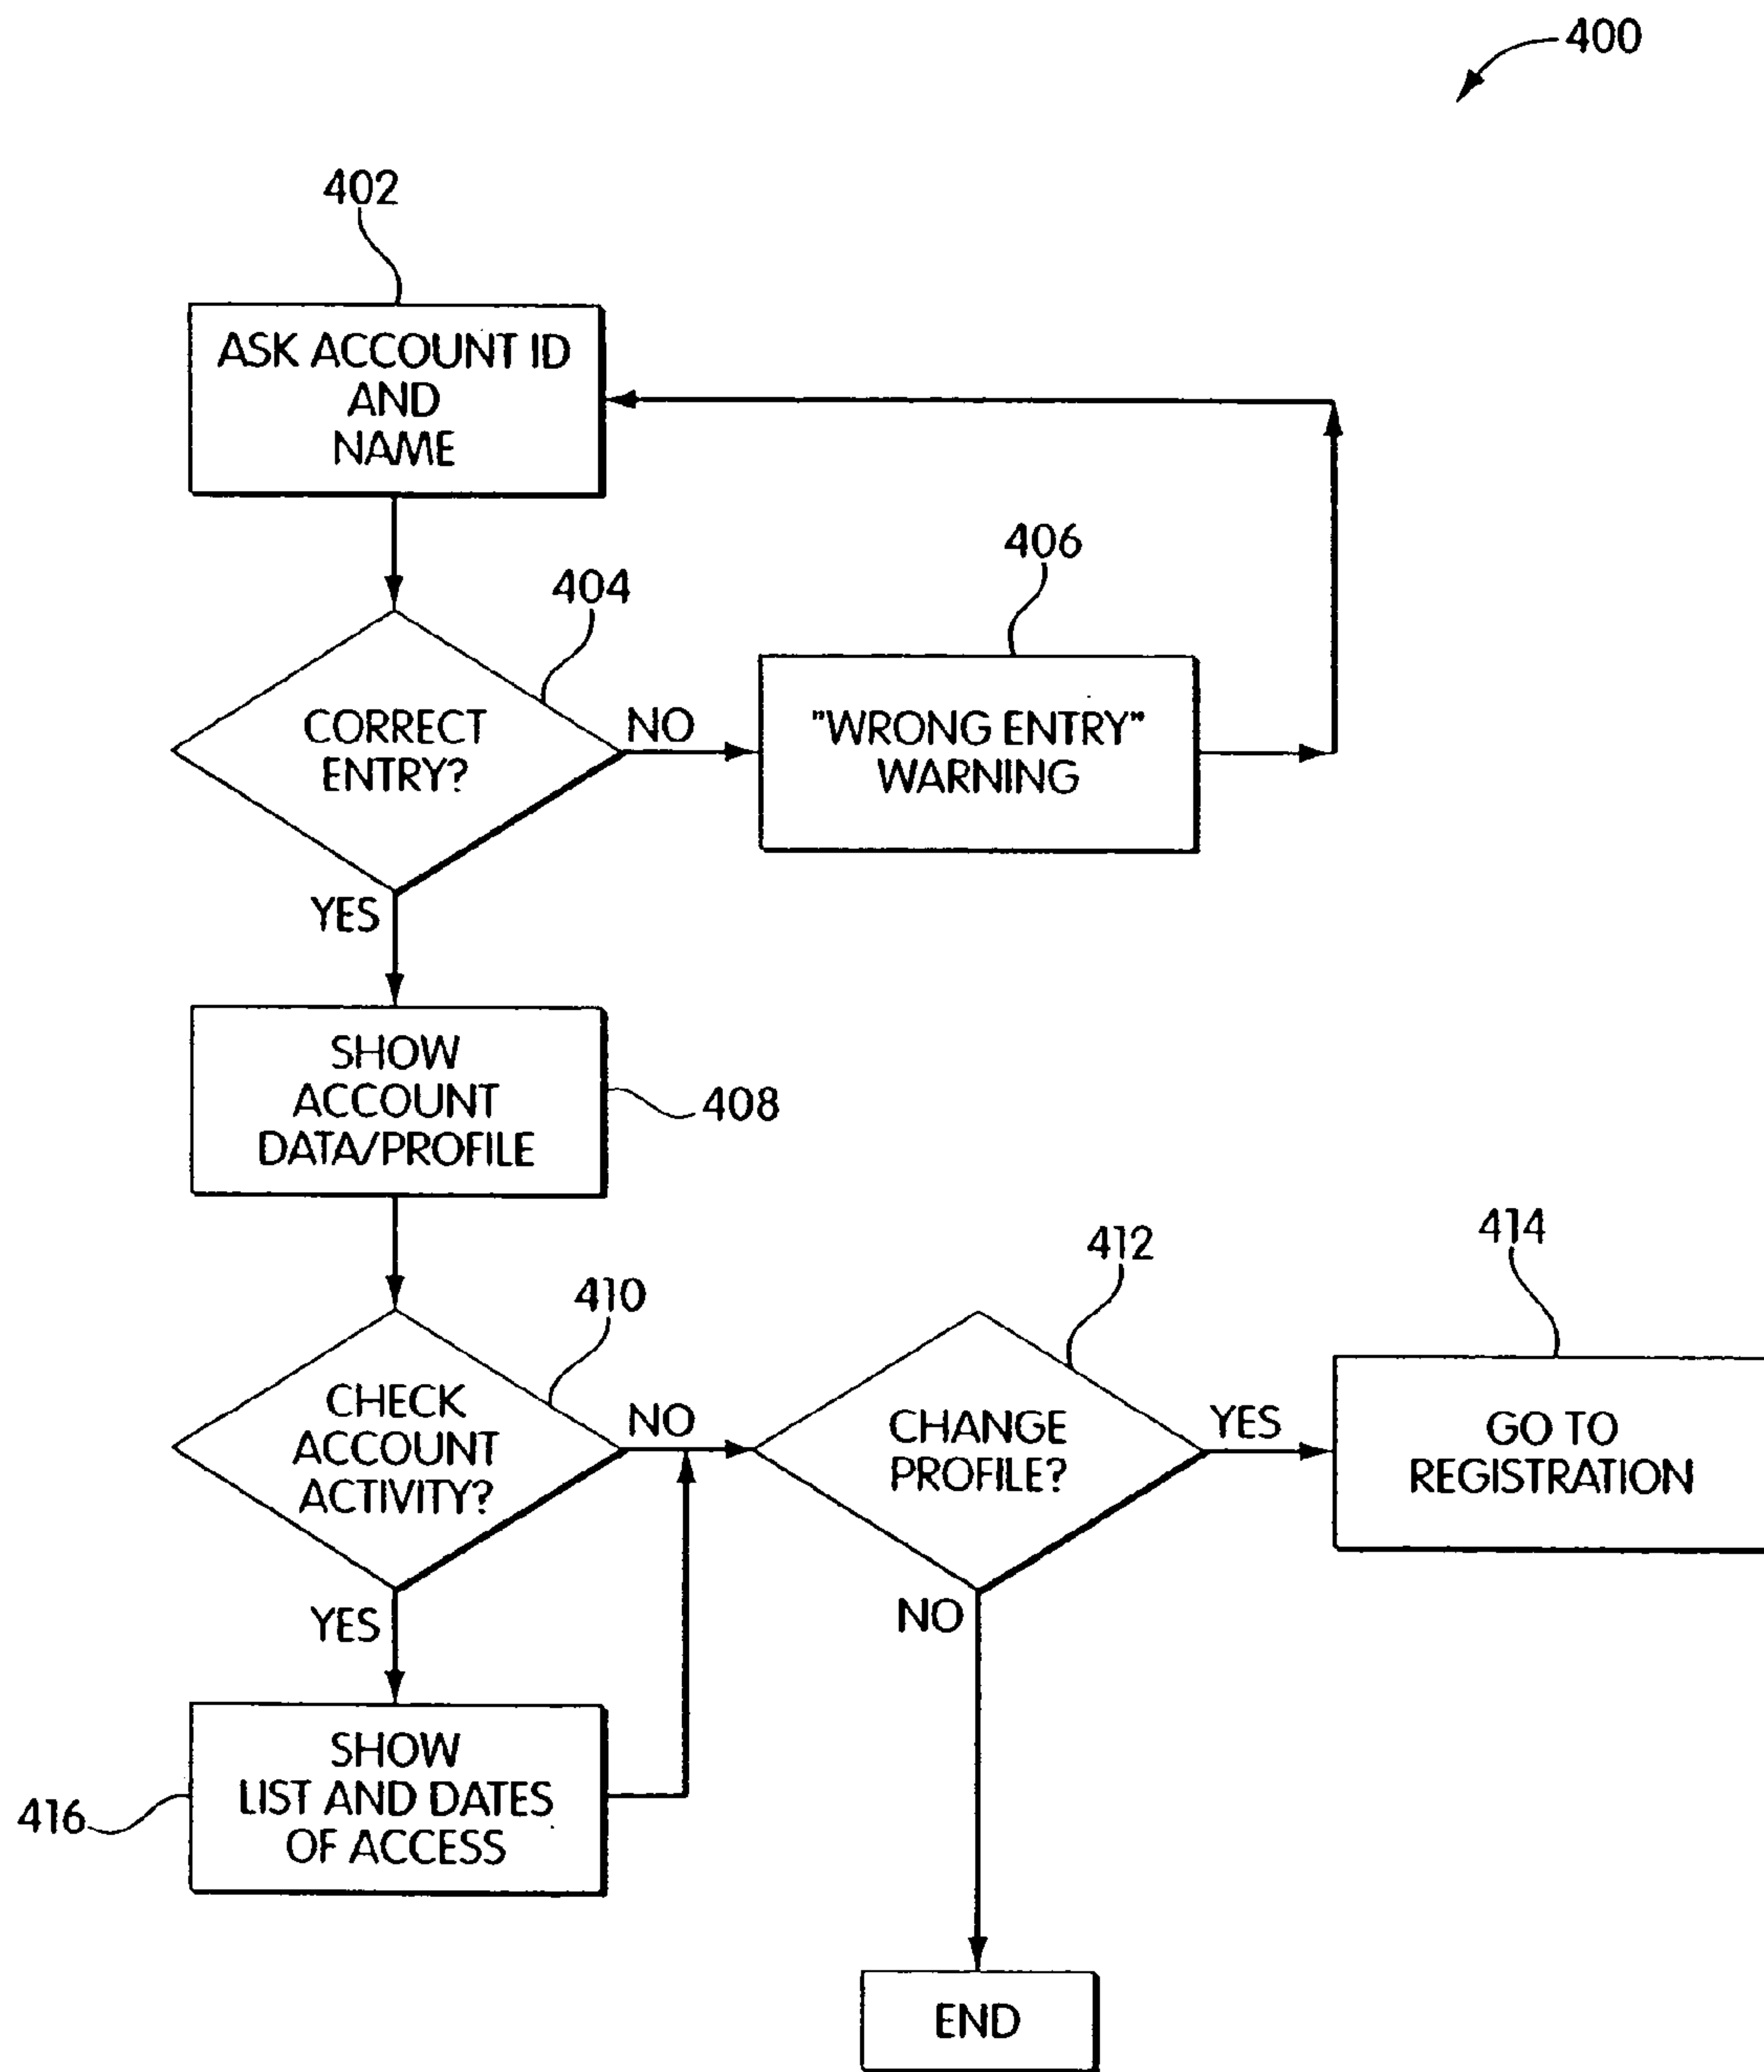 400
402
ASK ACCOUNT ID
AND
NAME
404
CORRECT
ENTRY?
NO
406
"WRONG ENTRY"
WARNING
YES
SHOW
ACCOUNT
DATA/PROFILE
408
410
CHECK
ACCOUNT
ACTIVITY?
NO
412
CHANGE
PROFILE?
YES
414
GO TO
REGISTRATION
YES
NO
416
SHOW
LIST AND DATES
OF ACCESS
END